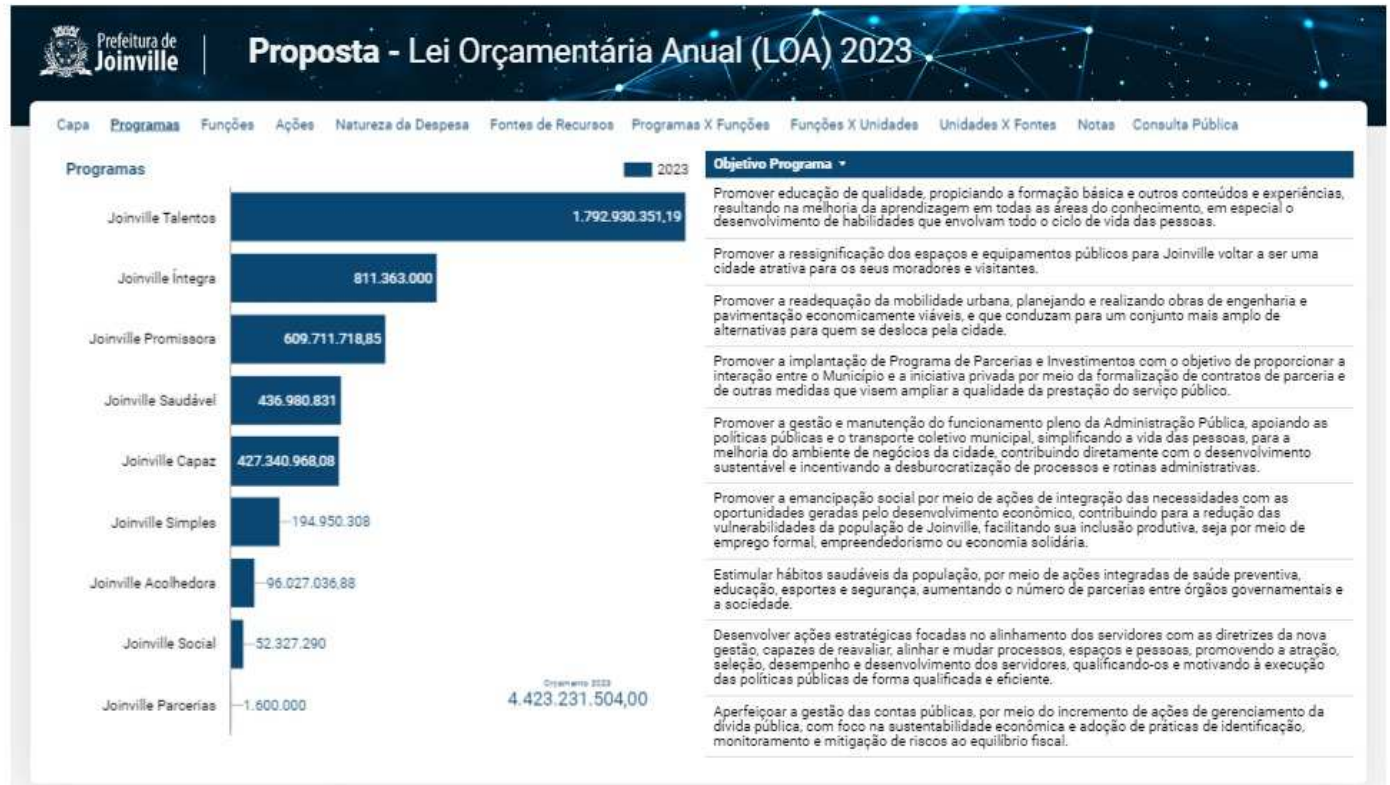 Prefeitura de
Joinville
Proposta - Lei Orçamentária Anual (LOA) 2023
Capa Programas Funções Ações Natureza da Despesa Fontes de Recursos Programas X Funções Funções X Unidades Unidades X Fontes Notas Consulta Pública
Programas
2023
Joinville Talentos 1.792.930.351,19
Joinville Íntegra 811.363.000
Joinville Promissora 609.711.718,85
Joinville Saudável 436.980.831
Joinville Capaz 427.340.968,08
Joinville Simples 194.950.308
Joinville Acolhedora 96.027.036,88
Joinville Social 52.327.290
Joinville Parcerias 1.600.000
Orçamento 2023
4.423.231.504,00
Objetivo Programa
Promover educação de qualidade, propiciando a formação básica e outros conteúdos e experiências,
resultando na melhoria da aprendizagem em todas as áreas do conhecimento, em especial o
desenvolvimento de habilidades que envolvam todo o ciclo de vida das pessoas.
Promover a ressignificação dos espaços e equipamentos públicos para Joinville voltar a ser uma
cidade atrativa para os seus moradores e visitantes.
Promover a readequação da mobilidade urbana, planejando e realizando obras de engenharia e
pavimentação economicamente viáveis, e que conduzam para um conjunto mais amplo de
alternativas para quem se desloca pela cidade.
Promover a implantação de Programa de Parcerias e Investimentos com o objetivo de proporcionar a
interação entre o Município e a iniciativa privada por meio da formalização de contratos de parceria e
de outras medidas que visem ampliar a qualidade da prestação do serviço público.
Promover a gestão e manutenção do funcionamento pleno da Administração Pública, apoiando as
políticas públicas e o transporte coletivo municipal, simplificando a vida das pessoas, para a
melhoria do ambiente de negócios da cidade, contribuindo diretamente com o desenvolvimento
sustentável e incentivando a desburocratização de processos e rotinas administrativas.
Promover a emancipação social por meio de ações de integração das necessidades com as
oportunidades geradas pelo desenvolvimento econômico, contribuindo para a redução das
vulnerabilidades da população de Joinville, facilitando sua inclusão produtiva, seja por meio de
emprego formal, empreendedorismo ou economia solidária.
Estimular hábitos saudáveis da população, por meio de ações integradas de saúde preventiva,
educação, esportes e segurança, aumentando o número de parcerias entre órgãos governamentais e
a sociedade.
Desenvolver ações estratégicas focadas no alinhamento dos servidores com as diretrizes da nova
gestão, capazes de reavaliar, alinhar e mudar processos, espaços e pessoas, promovendo a atração,
seleção, desempenho e desenvolvimento dos servidores, qualificando-os e motivando à execução
das políticas públicas de forma qualificada e eficiente.
Aperfeiçoar a gestão das contas públicas, por meio do incremento de ações de gerenciamento da
dívida pública, com foco na sustentabilidade econômica e adoção de práticas de identificação,
monitoramento e mitigação de riscos ao equilíbrio fiscal.